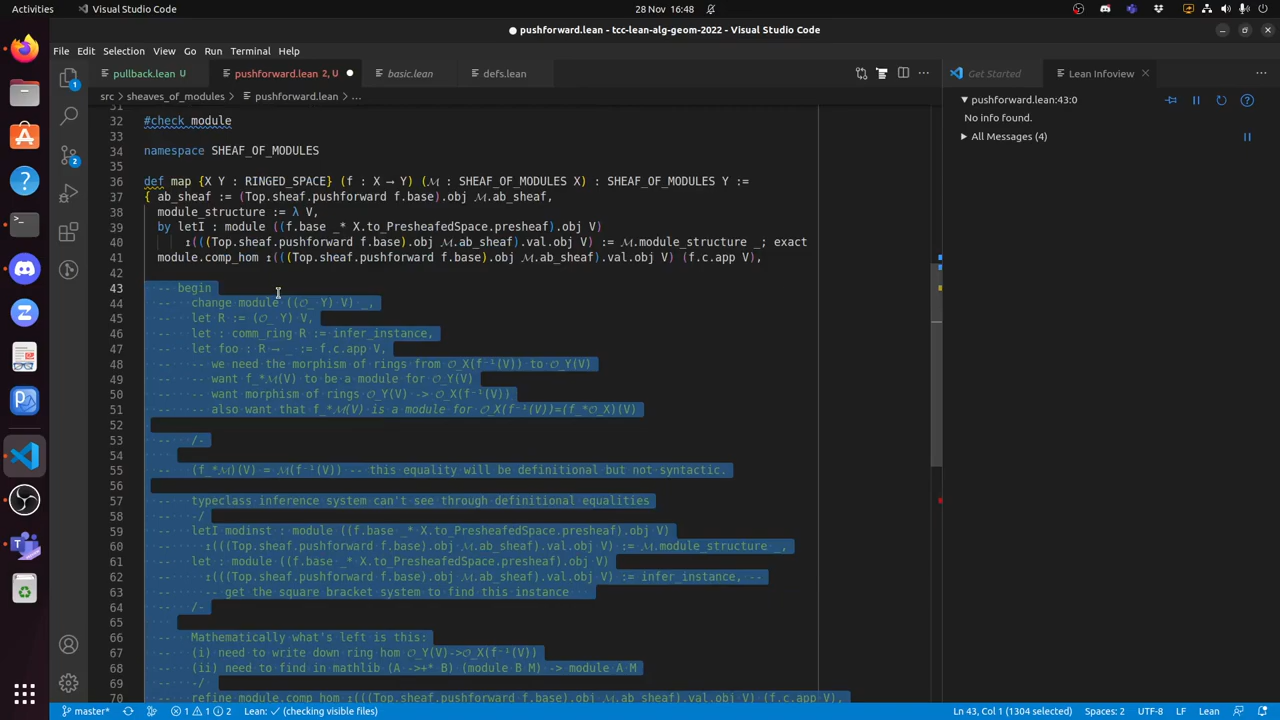 Activities
Visual Studio Code
28 Nov 16:48
● pushforward.lean - tcc-lean-alg-geom-2022 - Visual Studio Code
File Edit Selection View Go Run Terminal Help
pullback.lean U
pushforward.lean 2, U ●
basic.lean
defs.lean
Get Started
Lean Infoview
src > sheaves_of_modules > pushforward.lean > ...
pushforward.lean:43:0
No info found.
All Messages (4)
31
32 #check module
33
34 namespace SHEAF_OF_MODULES
35
36 def map {X Y : RINGED_SPACE} (f : X ⟶ Y) (ℳ : SHEAF_OF_MODULES X) : SHEAF_OF_MODULES Y :=
37 { ab_sheaf := (Top.sheaf.pushforward f.base).obj ℳ.ab_sheaf,
38 module_structure := λ V,
39 by letI : module ((f.base _* X.to_PresheafedSpace.presheaf).obj V)
40 ↥(((Top.sheaf.pushforward f.base).obj ℳ.ab_sheaf).val.obj V) := ℳ.module_structure _; exact
41 module.comp_hom ↥(((Top.sheaf.pushforward f.base).obj ℳ.ab_sheaf).val.obj V) (f.c.app V),
42
43 -- begin
44 -- change module ((𝒪_ Y) V) _,
45 -- let R := (𝒪_ Y) V,
46 -- let : comm_ring R := infer_instance,
47 -- let foo : R ⟶ _ := f.c.app V,
48 -- -- we need the morphism of rings from 𝒪_X(f⁻¹(V)) to 𝒪_Y(V)
49 -- -- want f_*ℳ(V) to be a module for 𝒪_Y(V)
50 -- -- want morphism of rings 𝒪_Y(V) -> 𝒪_X(f⁻¹(V))
51 -- -- also want that f_*ℳ(V) is a module for 𝒪_X(f⁻¹(V))=(f_*𝒪_X)(V)
52
53 -- /-
54
55 -- (f_*ℳ)(V) = ℳ(f⁻¹(V)) -- this equality will be definitional but not syntactic.
56
57 -- typeclass inference system can't see through definitional equalities
58 -- -/
59 -- letI modinst : module ((f.base _* X.to_PresheafedSpace.presheaf).obj V)
60 -- ↥(((Top.sheaf.pushforward f.base).obj ℳ.ab_sheaf).val.obj V) := ℳ.module_structure _,
61 -- let : module ((f.base _* X.to_PresheafedSpace.presheaf).obj V)
62 -- ↥(((Top.sheaf.pushforward f.base).obj ℳ.ab_sheaf).val.obj V) := infer_instance, --
63 -- -- get the square bracket system to find this instance
64 -- /-
65
66 -- Mathematically what's left is this:
67 -- (i) need to write down ring hom 𝒪_Y(V)->𝒪_X(f⁻¹(V))
68 -- (ii) need to find in mathlib (A ->+* B) (module B M) -> module A M
69 -- -/
70 -- refine module.comp_hom ↥(((Top.sheaf.pushforward f.base).obj ℳ.ab_sheaf).val.obj V) (f.c.app V),
master*
1 1 2
Lean: ✓ (checking visible files)
Ln 43, Col 1 (1304 selected)
Spaces: 2
UTF-8
LF
Lean